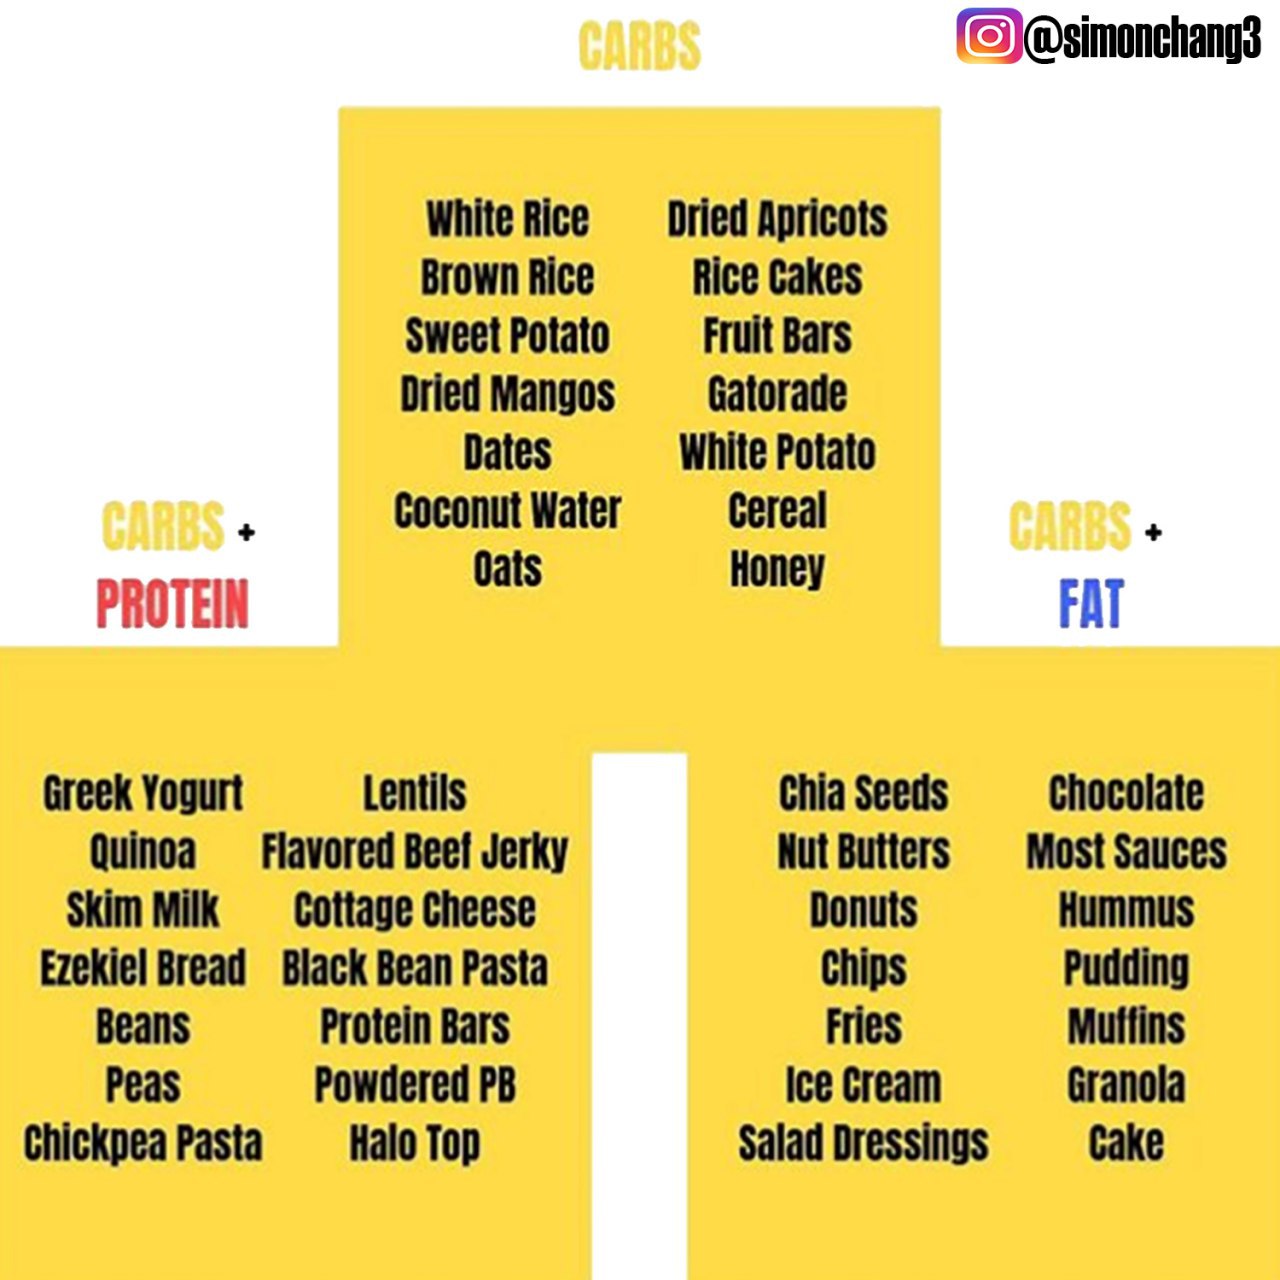 CARBS
@simonchang3
White Rice
Brown Rice
Sweet Potato
Dried Mangos
Dates
Coconut Water
Oats
Dried Apricots
Rice Cakes
Fruit Bars
Gatorade
White Potato
Cereal
Honey
CARBS +
PROTEIN
Greek Yogurt
Quinoa
Skim Milk
Ezekiel Bread
Beans
Peas
Chickpea Pasta
Lentils
Flavored Beef Jerky
Cottage Cheese
Black Bean Pasta
Protein Bars
Powdered PB
Halo Top
CARBS +
FAT
Chia Seeds
Nut Butters
Donuts
Chips
Fries
Ice Cream
Salad Dressings
Chocolate
Most Sauces
Hummus
Pudding
Muffins
Granola
Cake